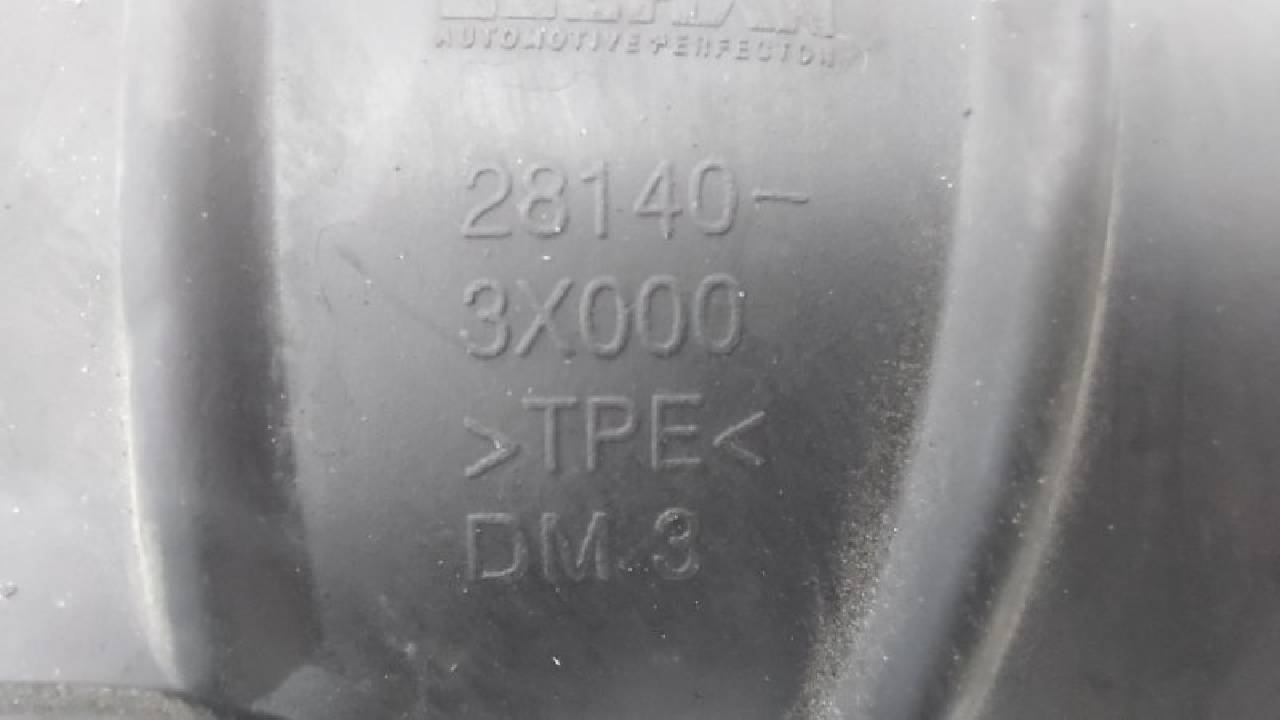 AUTOMOTIVE PERFECTON
28140-
3X000
>TPE<
DM 3